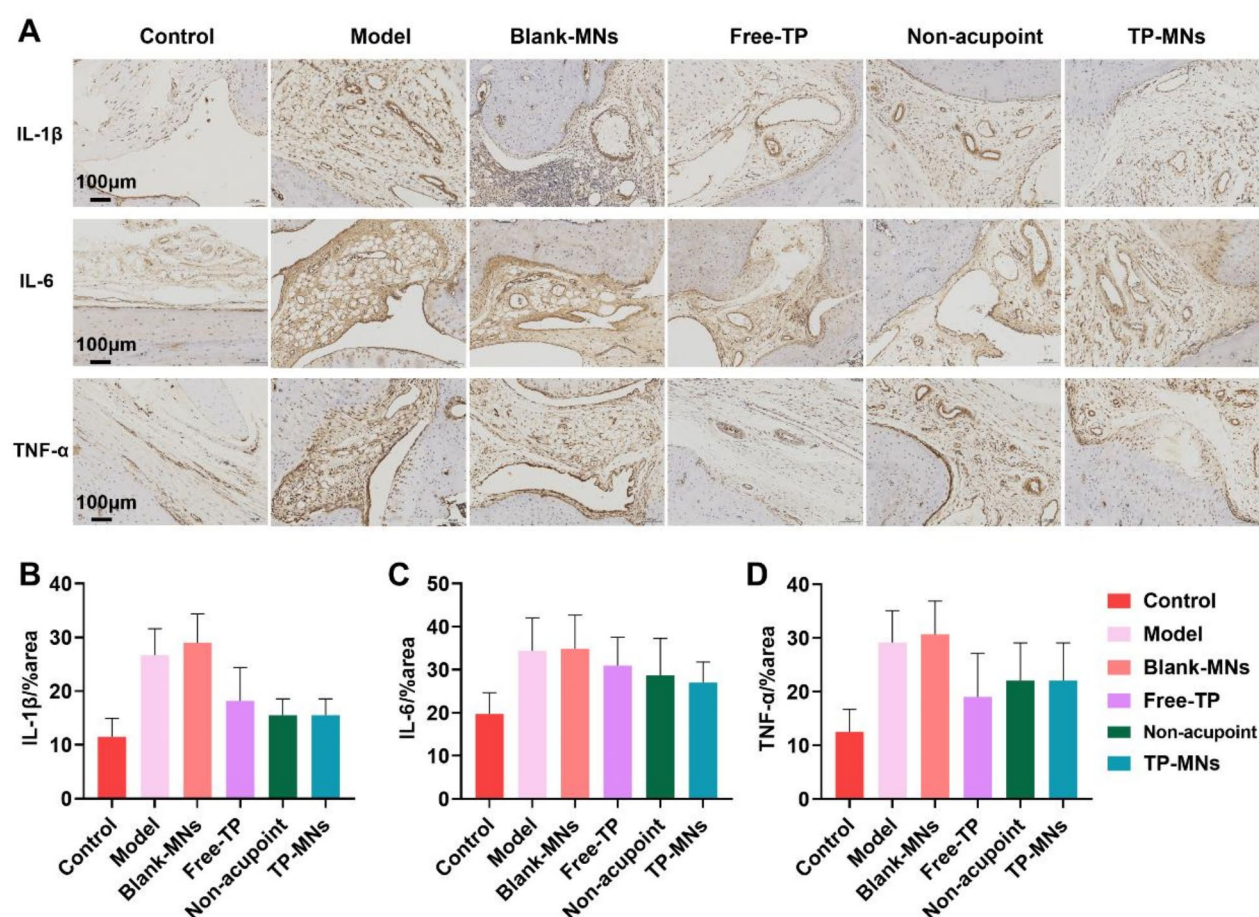 A
Control Model Blank-MNs Free-TP Non-acupoint TP-MNs
IL-1β
100μm
IL-6
100μm
TNF-α
100μm
B
IL-1β/%area
40
30
20
10
0
Control
Model
Blank-MNs
Free-TP
Non-acupoint
TP-MNs
C
IL-6/%area
50
40
30
20
10
0
Control
Model
Blank-MNs
Free-TP
Non-acupoint
TP-MNs
D
TNF-α/%area
40
30
20
10
0
Control
Model
Blank-MNs
Free-TP
Non-acupoint
TP-MNs
Control
Model
Blank-MNs
Free-TP
Non-acupoint
TP-MNs